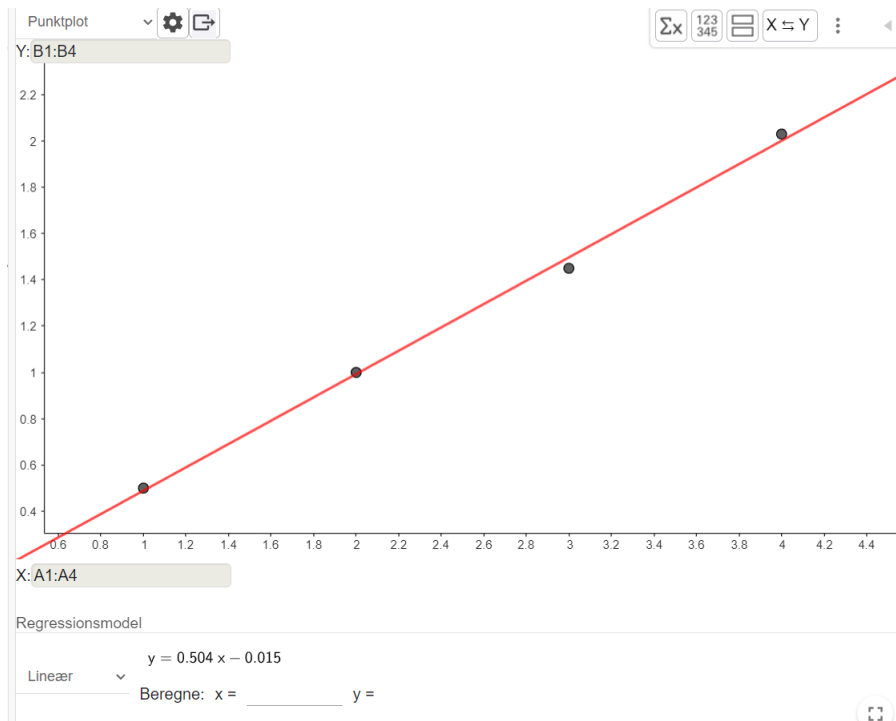 Punktplot
Σx 123 345 X ⇆ Y
Y: B1:B4
2.2
2
1.8
1.6
1.4
1.2
1
0.8
0.6
0.4
0.6 0.8 1 1.2 1.4 1.6 1.8 2 2.2 2.4 2.6 2.8 3 3.2 3.4 3.6 3.8 4 4.2 4.4
X: A1:A4
Regressionsmodel
y = 0.504 x − 0.015
Lineær
Beregne: x = y =